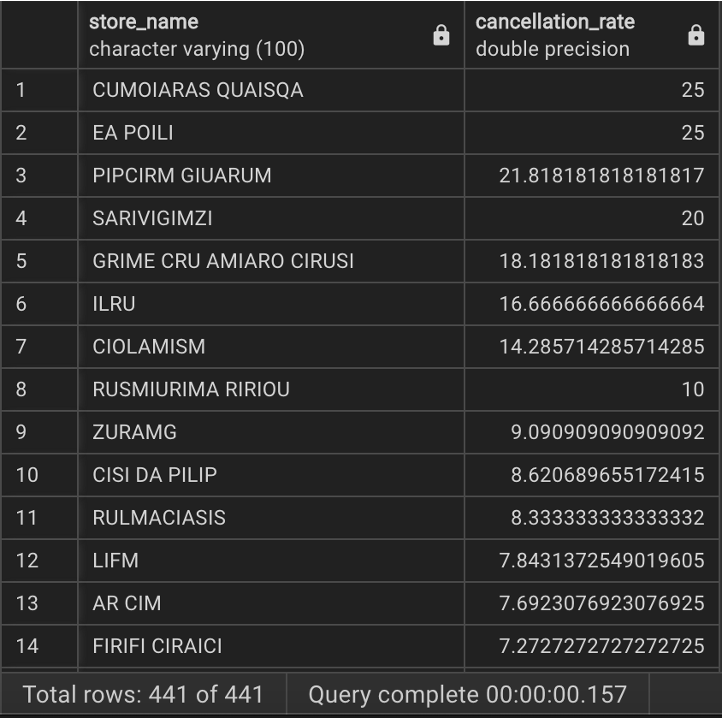 store_name cancellation_rate
character varying (100) double precision
1 CUMOIARAS QUAISQA 25
2 EA POILI 25
3 PIPCIRM GIUARUM 21.818181818181817
4 SARIVIGIMZI 20
5 GRIME CRU AMIARO CIRUSI 18.181818181818183
6 ILRU 16.666666666666664
7 CIOLAMISM 14.285714285714285
8 RUSMIURIMA RIRIOU 10
9 ZURAMG 9.090909090909092
10 CISI DA PILIP 8.620689655172415
11 RULMACIASIS 8.333333333333332
12 LIFM 7.8431372549019605
13 AR CIM 7.6923076923076925
14 FIRIFI CIRAICI 7.2727272727272725
Total rows: 441 of 441 Query complete 00:00:00.157